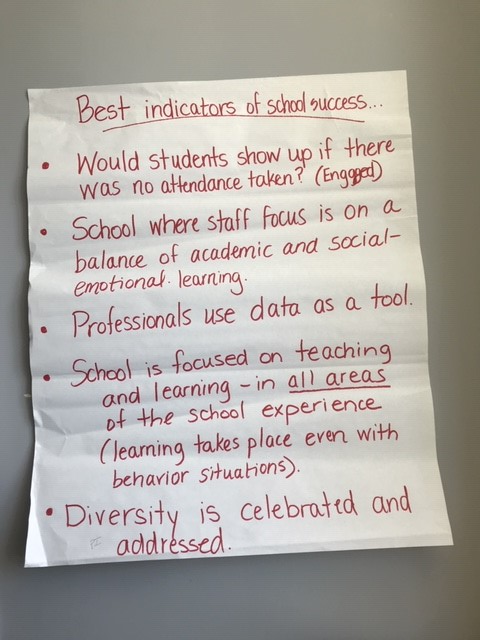 Best indicators of school success...
• Would students show up if there
was no attendance taken? (Engaged)
• School where staff focus is on a
balance of academic and social-
emotional learning.
• Professionals use data as a tool.
• School is focused on teaching
and learning - in all areas
of the school experience
(learning takes place even with
behavior situations).
• Diversity is celebrated and
addressed.